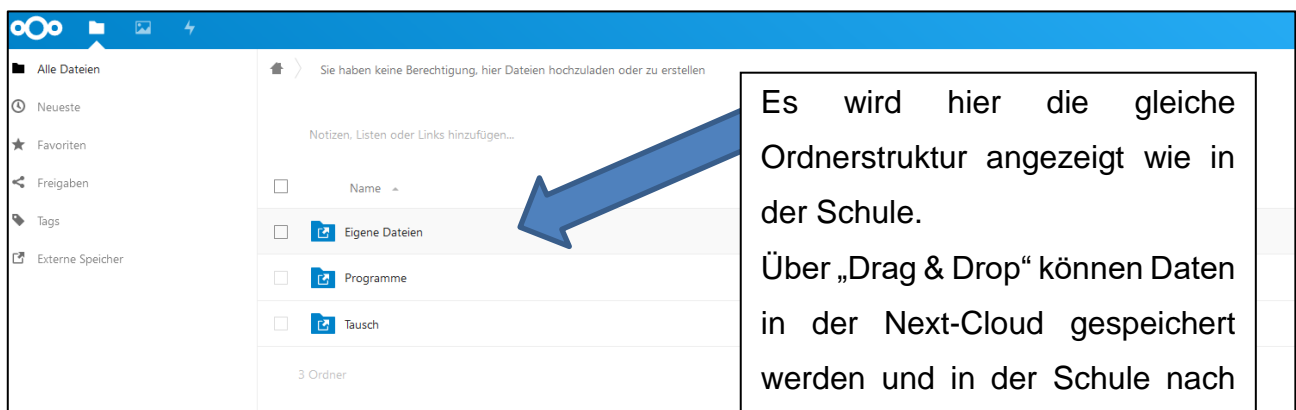 Alle Dateien
Neueste
Favoriten
Freigaben
Tags
Externe Speicher
Sie haben keine Berechtigung, hier Dateien hochzuladen oder zu erstellen
Notizen, Listen oder Links hinzufügen...
Name
Eigene Dateien
Programme
Tausch
3 Ordner
Es wird hier die gleiche
Ordnerstruktur angezeigt wie in
der Schule.
Über „Drag & Drop“ können Daten
in der Next-Cloud gespeichert
werden und in der Schule nach